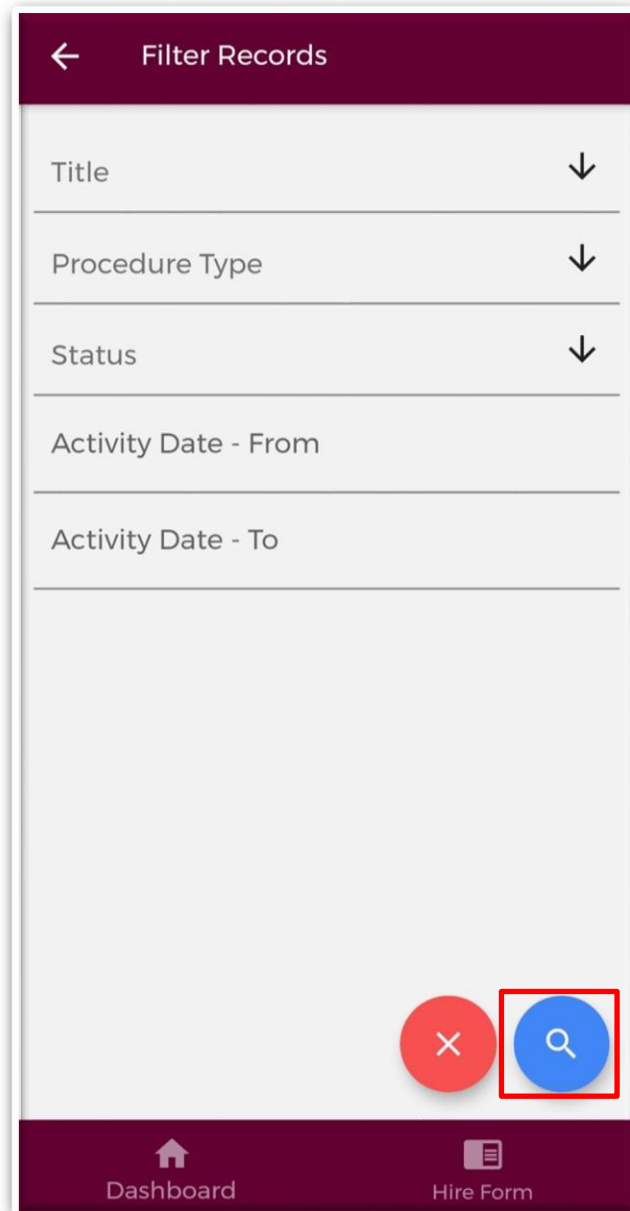 Filter Records
Title
Procedure Type
Status
Activity Date - From
Activity Date - To
Dashboard
Hire Form